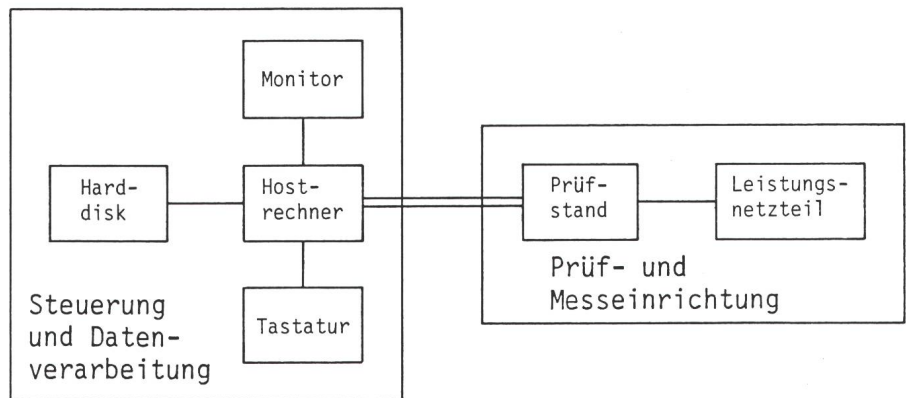 Monitor
Hard-
disk
Host-
rechner
Prüf-
stand
Leistungs-
netzteil
Tastatur
Steuerung
und Daten-
verarbeitung
Prüf- und
Messeinrichtung